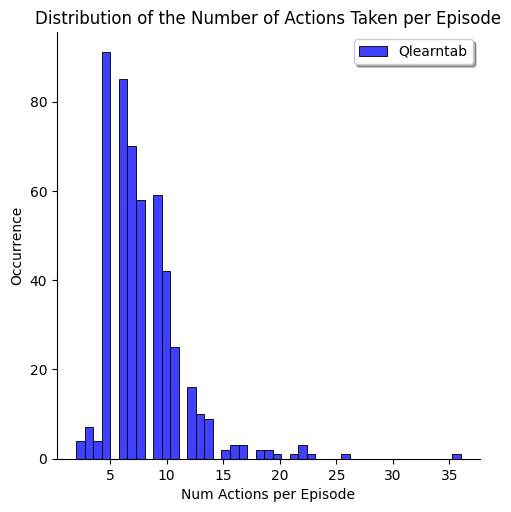 Distribution of the Number of Actions Taken per Episode
Qlearntab
Occurrence
80
60
40
20
0
5 10 15 20 25 30 35
Num Actions per Episode